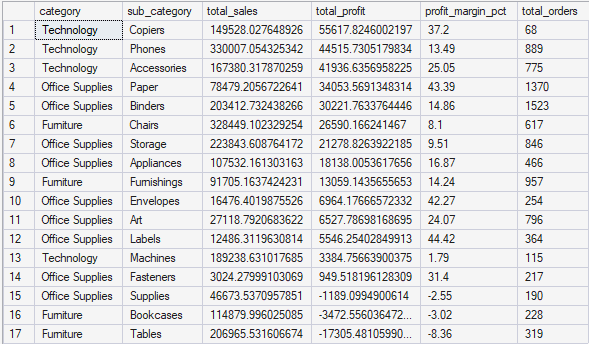 category sub_category total_sales total_profit profit_margin_pct total_orders
1 Technology Copiers 149528.027648926 55617.8246002197 37.2 68
2 Technology Phones 330007.054325342 44515.7305179834 13.49 889
3 Technology Accessories 167380.317870259 41936.6356958225 25.05 775
4 Office Supplies Paper 78479.2056722641 34053.5691348314 43.39 1370
5 Office Supplies Binders 203412.732438266 30221.7633764446 14.86 1523
6 Furniture Chairs 328449.102329254 26590.166241467 8.1 617
7 Office Supplies Storage 223843.608764172 21278.8263922185 9.51 846
8 Office Supplies Appliances 107532.161303163 18138.0053617656 16.87 466
9 Furniture Furnishings 91705.1637424231 13059.1435655653 14.24 957
10 Office Supplies Envelopes 16476.4019875526 6964.17666572332 42.27 254
11 Office Supplies Art 27118.7920683622 6527.78698168695 24.07 796
12 Office Supplies Labels 12486.3119630814 5546.25402849913 44.42 364
13 Technology Machines 189238.631017685 3384.75663900375 1.79 115
14 Office Supplies Fasteners 3024.27999103069 949.518196128309 31.4 217
15 Office Supplies Supplies 46673.5370957851 -1189.0994900614 -2.55 190
16 Furniture Bookcases 114879.996025085 -3472.556036472... -3.02 228
17 Furniture Tables 206965.531606674 -17305.48105990... -8.36 319